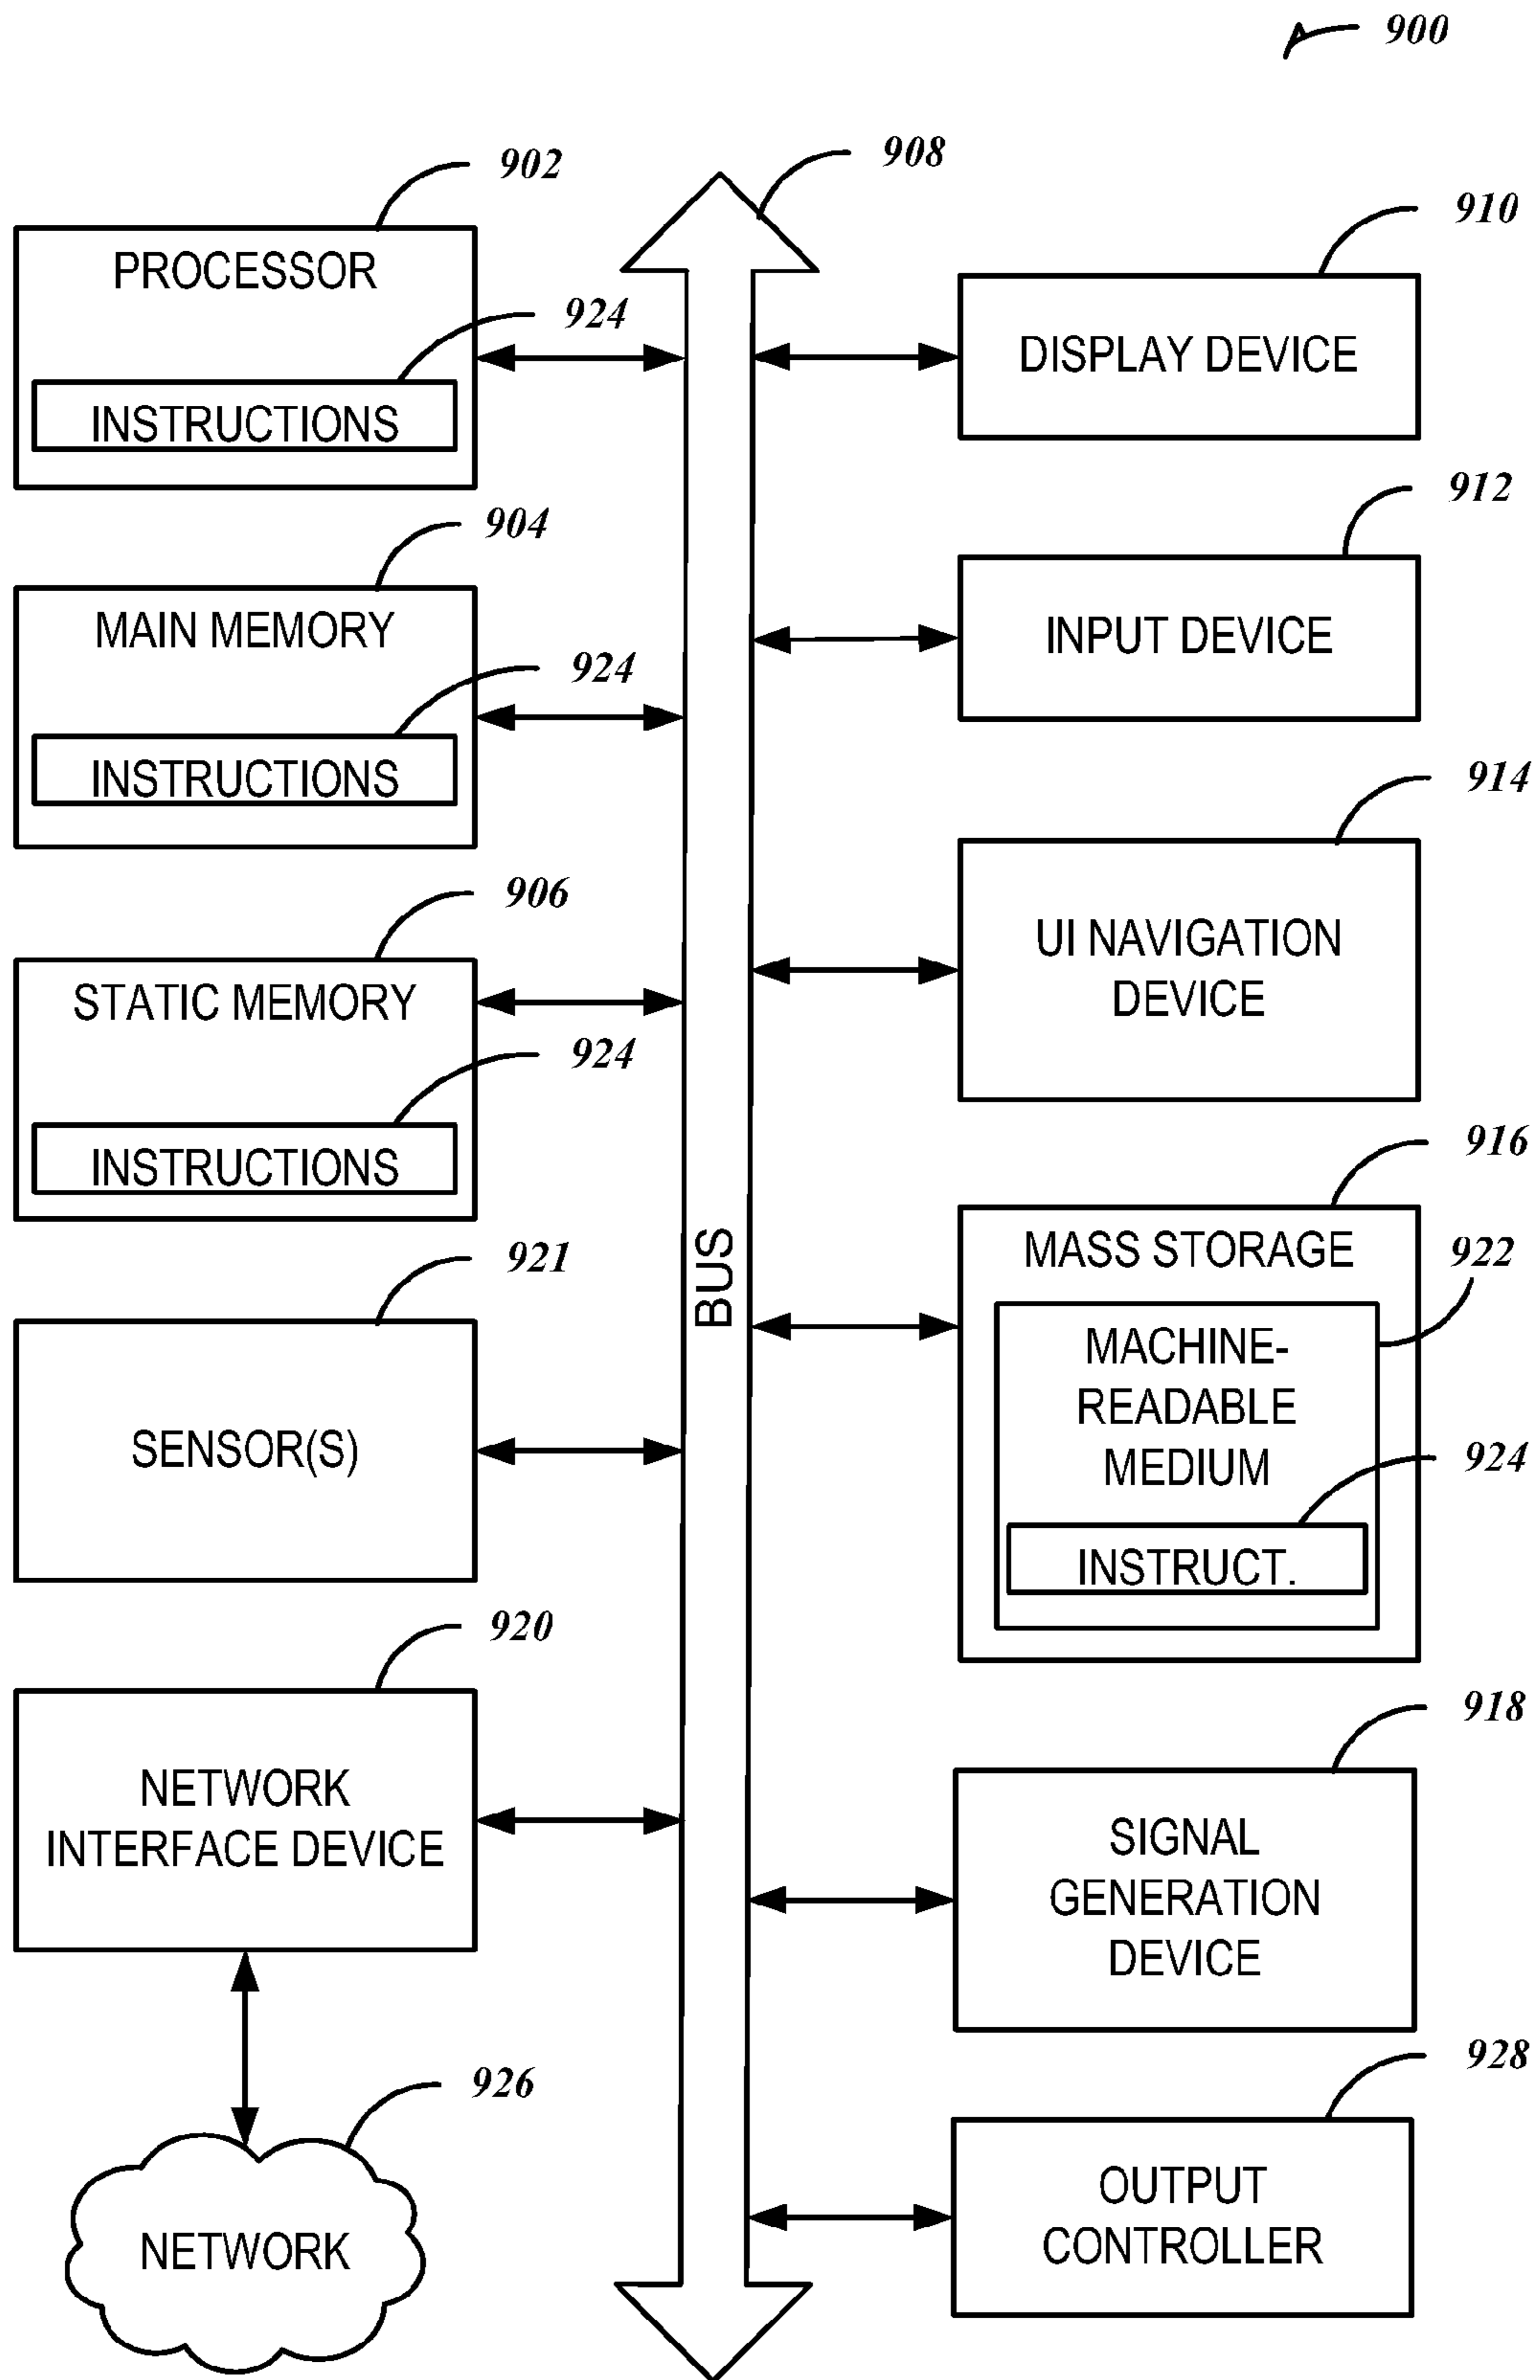 900
902
908
910
PROCESSOR
924
INSTRUCTIONS
DISPLAY DEVICE
904
912
MAIN MEMORY
924
INSTRUCTIONS
INPUT DEVICE
906
914
STATIC MEMORY
924
INSTRUCTIONS
UI NAVIGATION
DEVICE
921
SENSOR(S)
BUS
916
MASS STORAGE
922
MACHINE-
READABLE
MEDIUM
924
INSTRUCT.
920
NETWORK
INTERFACE DEVICE
918
SIGNAL
GENERATION
DEVICE
926
NETWORK
928
OUTPUT
CONTROLLER